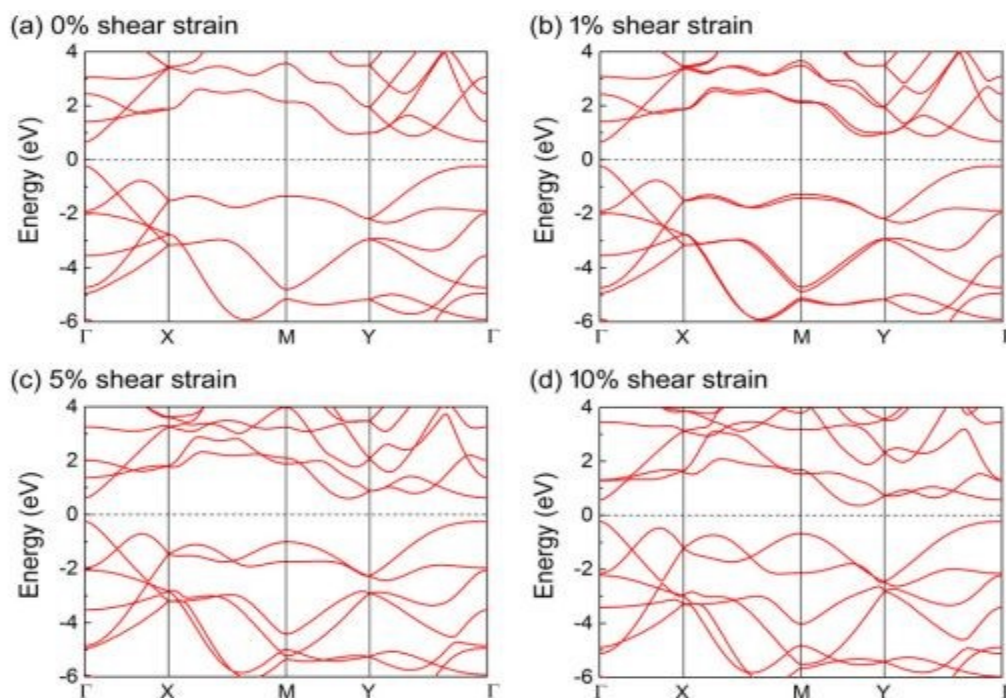 (a) 0% shear strain
(b) 1% shear strain
4
2
0
-2
-4
-6
Energy (eV)
Γ X M Y Γ
4
2
0
-2
-4
-6
Energy (eV)
Γ X M Y Γ
(c) 5% shear strain
(d) 10% shear strain
4
2
0
-2
-4
-6
Energy (eV)
Γ X M Y Γ
4
2
0
-2
-4
-6
Energy (eV)
Γ X M Y